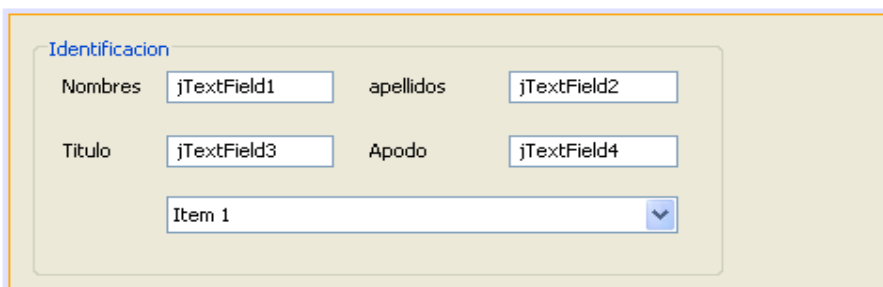 Identificacion
Nombres jTextField1 apellidos jTextField2
Titulo jTextField3 Apodo jTextField4
Item 1